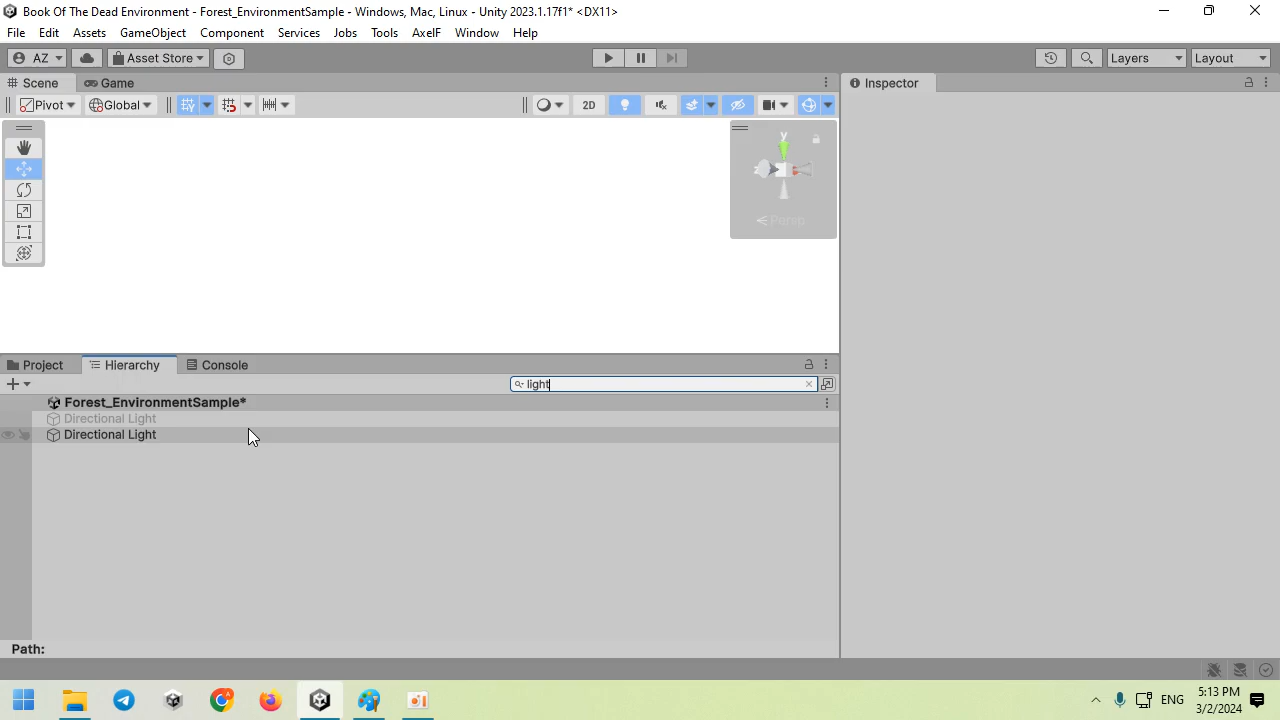 Book Of The Dead Environment - Forest_EnvironmentSample - Windows, Mac, Linux - Unity 2023.1.17f1* <DX11>
File Edit Assets GameObject Component Services Jobs Tools AxelF Window Help
AZ Asset Store Layers Layout
Scene Game Inspector
Pivot Global 2D
y
Persp
Project Hierarchy Console
light
Forest_EnvironmentSample*
Directional Light
Directional Light
Path:
ENG 5:13 PM
3/2/2024